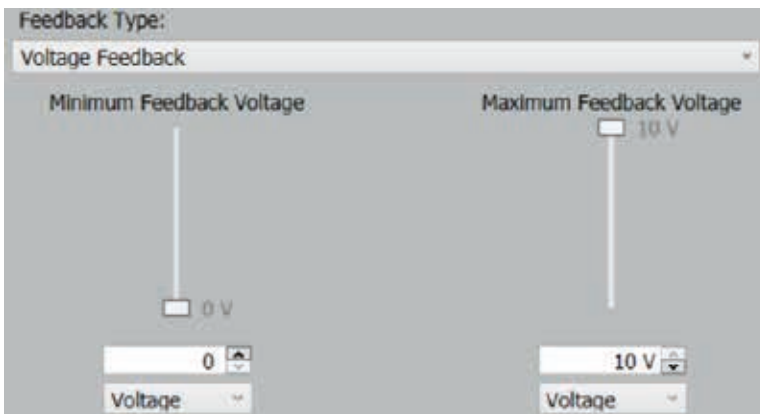 Feedback Type:
Voltage Feedback
Minimum Feedback Voltage
Maximum Feedback Voltage
10 V
0 V
0
10 V
Voltage
Voltage